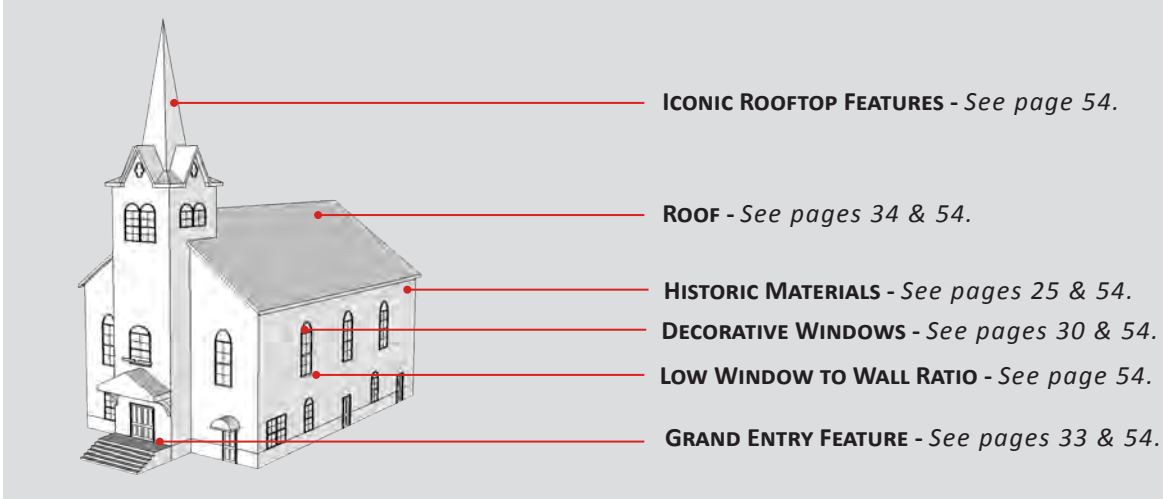 Iconic Rooftop Features - See page 54.
Roof - See pages 34 & 54.
Historic Materials - See pages 25 & 54.
Decorative Windows - See pages 30 & 54.
Low Window to Wall Ratio - See page 54.
Grand Entry Feature - See pages 33 & 54.